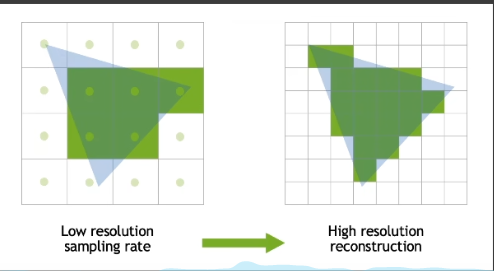 Low resolution
sampling rate
High resolution
reconstruction